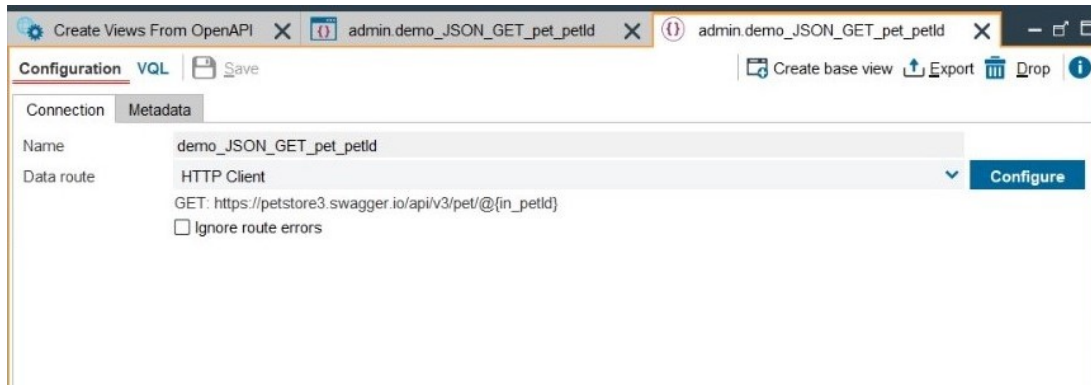 Create Views From OpenAPI admin.demo_JSON_GET_pet_petId admin.demo_JSON_GET_pet_petId
Configuration VQL Save Create base view Export Drop
Connection Metadata
Name demo_JSON_GET_pet_petId
Data route HTTP Client Configure
GET: https://petstore3.swagger.io/api/v3/pet/@{in_petId}
Ignore route errors